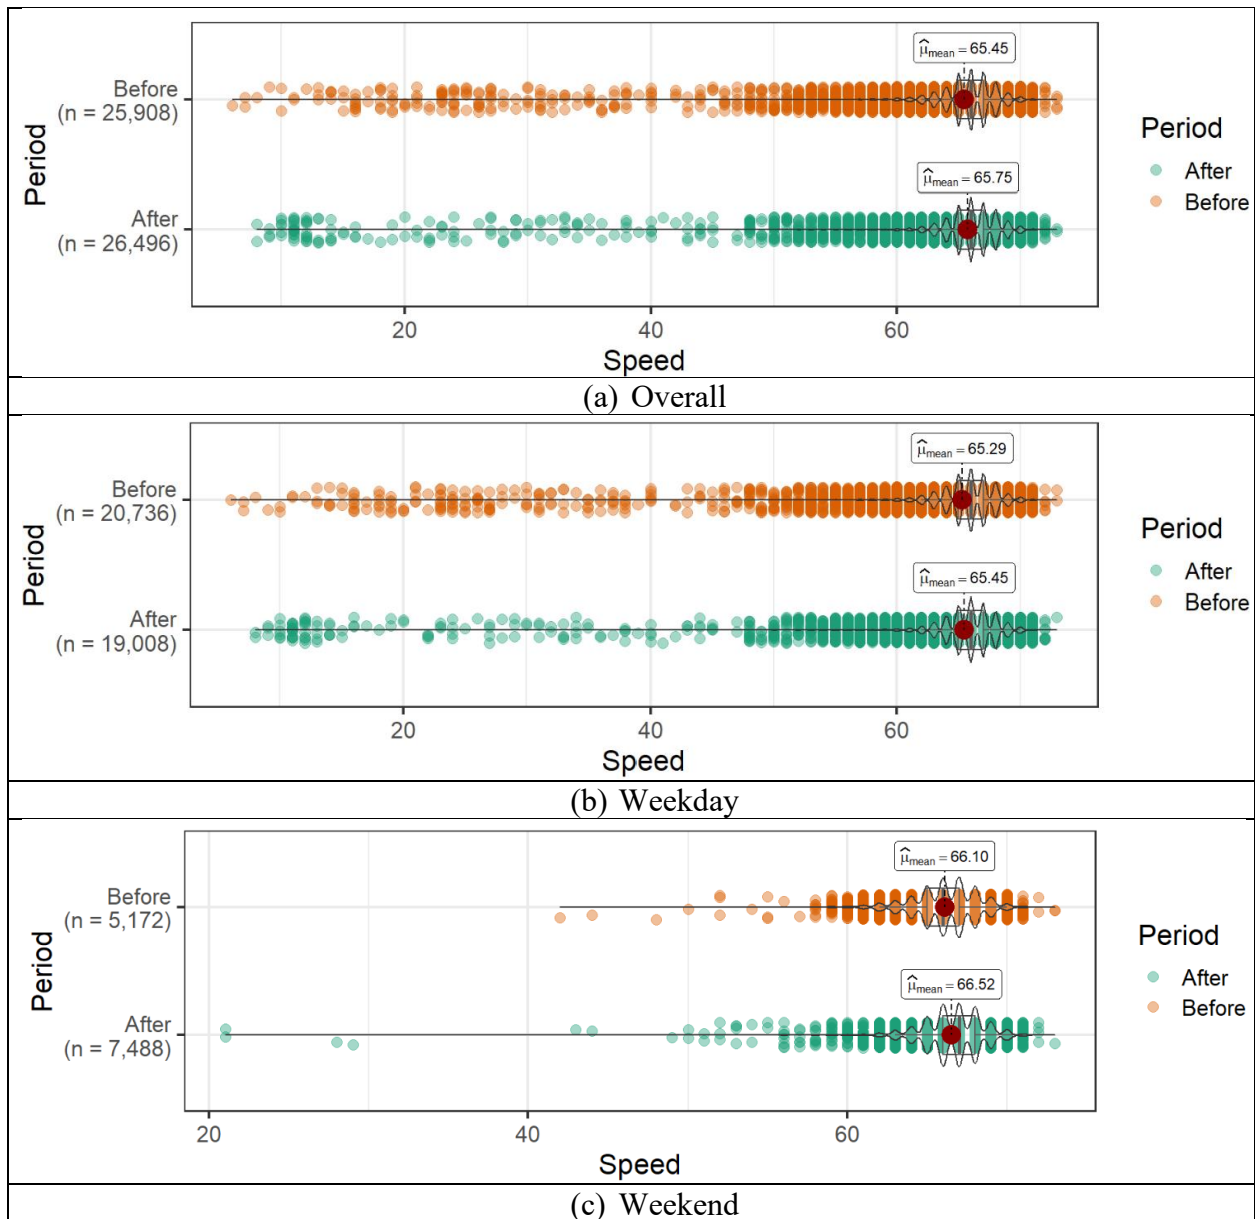 Period
Before
(n = 25,908)
After
(n = 26,496)
μ̂mean = 65.45
μ̂mean = 65.75
20
40
60
Speed
Period
After
Before
(a) Overall
Period
Before
(n = 20,736)
After
(n = 19,008)
μ̂mean = 65.29
μ̂mean = 65.45
20
40
60
Speed
Period
After
Before
(b) Weekday
Period
Before
(n = 5,172)
After
(n = 7,488)
μ̂mean = 66.10
μ̂mean = 66.52
20
40
60
Speed
Period
After
Before
(c) Weekend